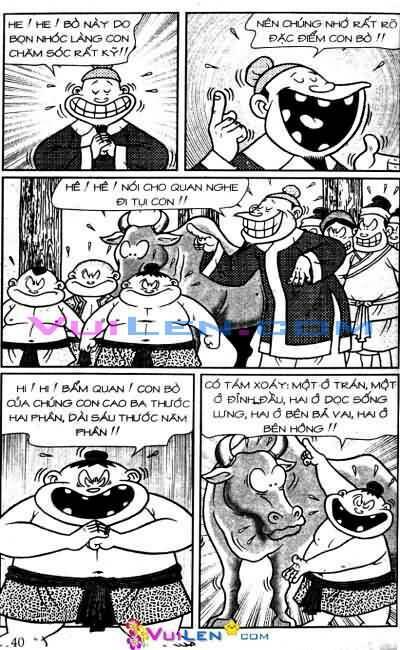 HE ! HE ! BÒ NÀY DO
BỌN NHÓC LÀNG CON
CHĂM SÓC RẤT KỸ!!
NÊN CHÚNG NHỚ RẤT RÕ
ĐẶC ĐIỂM CON BÒ !!
HỀ ! HỀ ! NÓI CHO QUAN NGHE
ĐI TỤI CON !!
VUILEN.COM
HI ! HI ! BẨM QUAN ! CON BÒ
CỦA CHÚNG CON CAO BA THƯỚC
HAI PHÂN, DÀI SÁU THƯỚC NĂM
PHÂN !!
CÓ TÁM XOÁY: MỘT Ở TRÁN, MỘT
Ở ĐỈNH ĐẦU, HAI Ở DỌC SỐNG
LƯNG, HAI Ở BÊN BẢ VAI, HAI Ở
BÊN HÔNG !!
40
VUILEN.COM